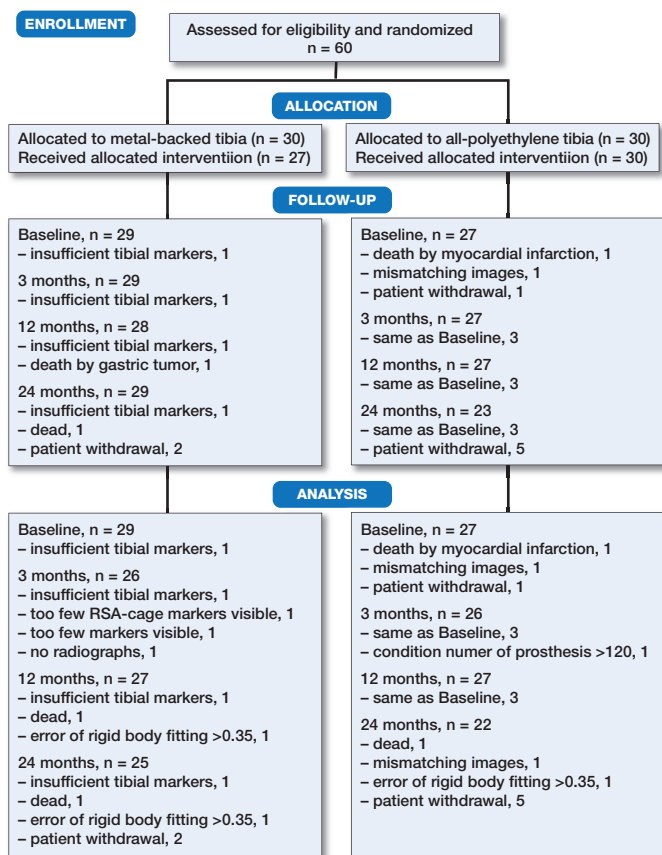 ENROLLMENT
Assessed for eligibility and randomized
n = 60
ALLOCATION
Allocated to metal-backed tibia (n = 30)
Received allocated interventiion (n = 27)
Allocated to all-polyethylene tibia (n = 30)
Received allocated interventiion (n = 30)
FOLLOW-UP
Baseline, n = 29
– insufficient tibial markers, 1
3 months, n = 29
– insufficient tibial markers, 1
12 months, n = 28
– insufficient tibial markers, 1
– death by gastric tumor, 1
24 months, n = 29
– insufficient tibial markers, 1
– dead, 1
– patient withdrawal, 2
Baseline, n = 27
– death by myocardial infarction, 1
– mismatching images, 1
– patient withdrawal, 1
3 months, n = 27
– same as Baseline, 3
12 months, n = 27
– same as Baseline, 3
24 months, n = 23
– same as Baseline, 3
– patient withdrawal, 5
ANALYSIS
Baseline, n = 29
– insufficient tibial markers, 1
3 months, n = 26
– insufficient tibial markers, 1
– too few RSA-cage markers visible, 1
– too few markers visible, 1
– no radiographs, 1
12 months, n = 27
– insufficient tibial markers, 1
– dead, 1
– error of rigid body fitting >0.35, 1
24 months, n = 25
– insufficient tibial markers, 1
– dead, 1
– error of rigid body fitting >0.35, 1
– patient withdrawal, 2
Baseline, n = 27
– death by myocardial infarction, 1
– mismatching images, 1
– patient withdrawal, 1
3 months, n = 26
– same as Baseline, 3
– condition numer of prosthesis >120, 1
12 months, n = 27
– same as Baseline, 3
24 months, n = 22
– dead, 1
– mismatching images, 1
– error of rigid body fitting >0.35, 1
– patient withdrawal, 5